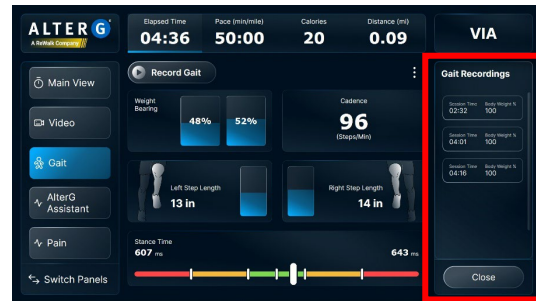 ALTER G
A ReWalk Company
Elapsed Time
04:36
Pace (min/mile)
50:00
Calories
20
Distance (mi)
0.09
VIA
Main View
Video
Gait
AlterG
Assistant
Pain
Switch Panels
Record Gait
Weight
Bearing
48%
52%
Cadence
96
(Steps/Min)
Left Step Length
13 in
Right Step Length
14 in
Stance Time
607 ms
643 ms
Gait Recordings
Session Time Body Weight %
02:32 100
Session Time Body Weight %
04:01 100
Session Time Body Weight %
04:16 100
Close